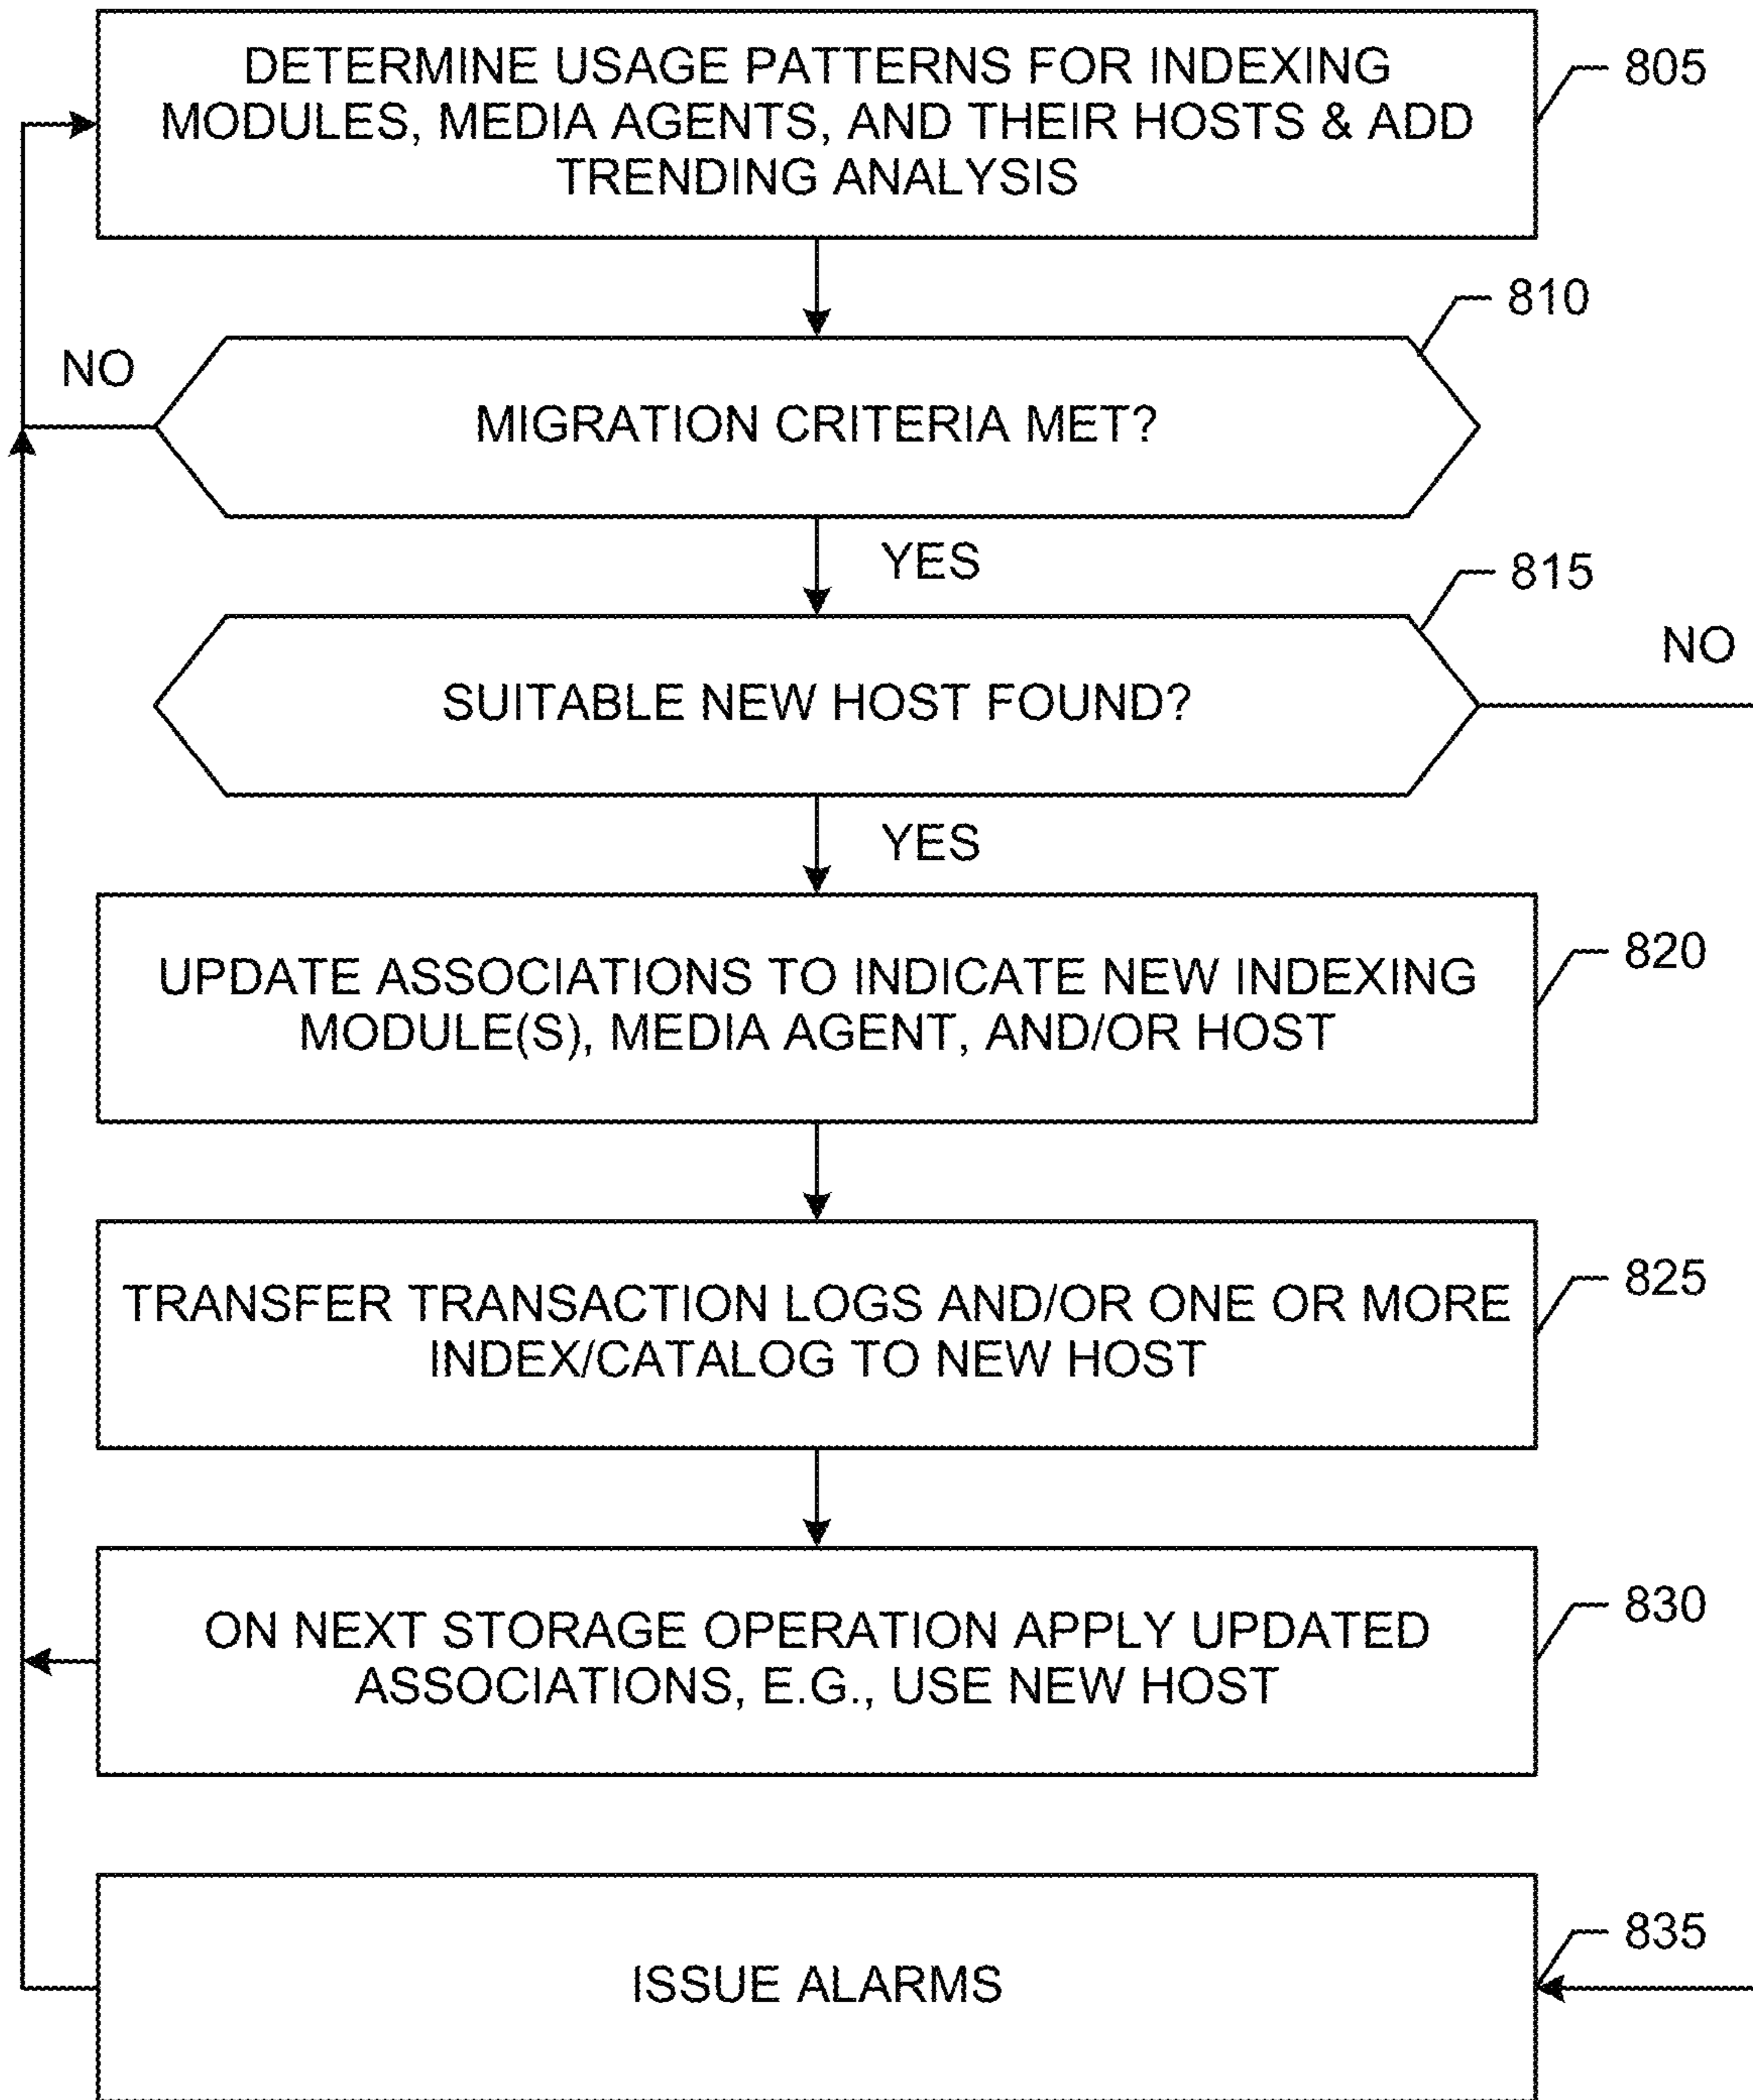 DETERMINE USAGE PATTERNS FOR INDEXING
MODULES, MEDIA AGENTS, AND THEIR HOSTS & ADD
TRENDING ANALYSIS
805
810
NO
MIGRATION CRITERIA MET?
YES
815
NO
SUITABLE NEW HOST FOUND?
YES
UPDATE ASSOCIATIONS TO INDICATE NEW INDEXING
MODULE(S), MEDIA AGENT, AND/OR HOST
820
TRANSFER TRANSACTION LOGS AND/OR ONE OR MORE
INDEX/CATALOG TO NEW HOST
825
ON NEXT STORAGE OPERATION APPLY UPDATED
ASSOCIATIONS, E.G., USE NEW HOST
830
ISSUE ALARMS
835